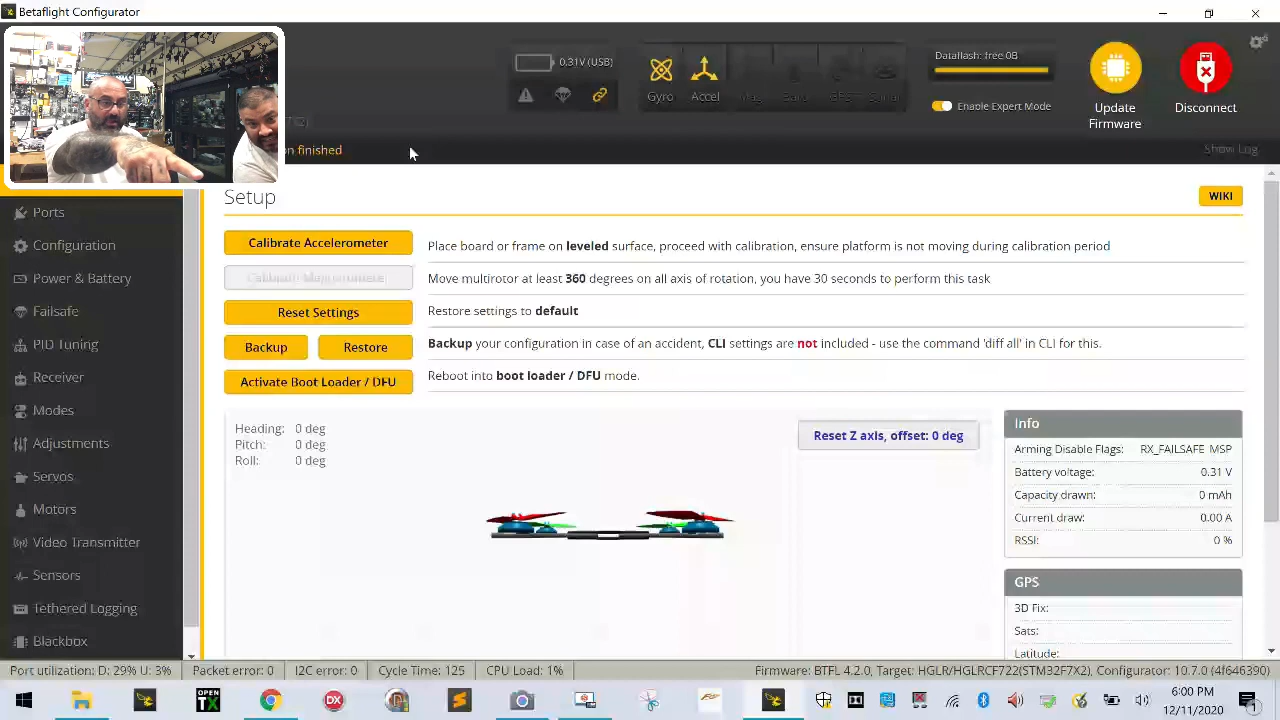 Betaflight Configurator
0.31V (USB)
Gyro
Accel
Dataflash: free 0B
Enable Expert Mode
Update
Firmware
Disconnect
on finished
Show Log
Ports
Configuration
Power & Battery
Failsafe
PID Tuning
Receiver
Modes
Adjustments
Servos
Motors
Video Transmitter
Sensors
Tethered Logging
Blackbox
Setup
WIKI
Calibrate Accelerometer
Place board or frame on leveled surface, proceed with calibration, ensure platform is not moving during calibration period
Calibrate Magnetometer
Move multirotor at least 360 degrees on all axis of rotation, you have 30 seconds to perform this task
Reset Settings
Restore settings to default
Backup
Restore
Backup your configuration in case of an accident, CLI settings are not included - use the command 'diff all' in CLI for this.
Activate Boot Loader / DFU
Reboot into boot loader / DFU mode.
Heading: 0 deg
Pitch: 0 deg
Roll: 0 deg
Reset Z axis, offset: 0 deg
Info
Arming Disable Flags: RX_FAILSAFE MSP
Battery voltage: 0.31 V
Capacity drawn: 0 mAh
Current draw: 0.00 A
RSSI: 0 %
GPS
3D Fix:
Sats:
Latitude:
Port utilization: D: 29% U: 3%
Packet error: 0
I2C error: 0
Cycle Time: 125
CPU Load: 1%
Firmware: BTFL 4.2.0, Target: HGLR/HGLRCF722(STM32F7X2), Configurator: 10.7.0 (4f646390)
OPEN
TX
DX
6:00 PM
12/11/2020